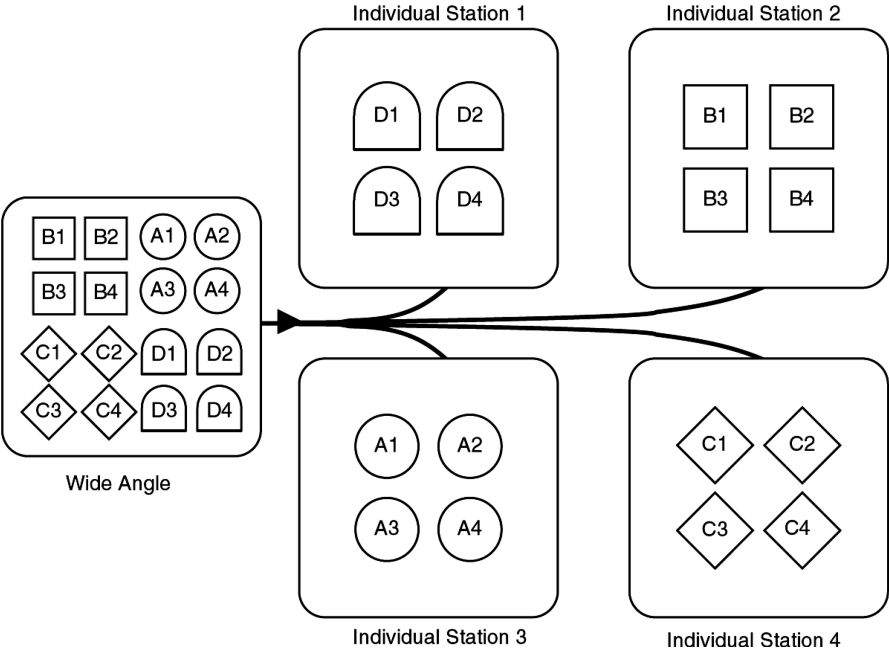 Individual Station 1
Individual Station 2
D1 D2
B1 B2
D3 D4
B3 B4
B1 B2 A1 A2
B3 B4 A3 A4
C1 C2 D1 D2
C3 C4 D3 D4
Wide Angle
A1 A2
C1 C2
A3 A4
C3 C4
Individual Station 3
Individual Station 4